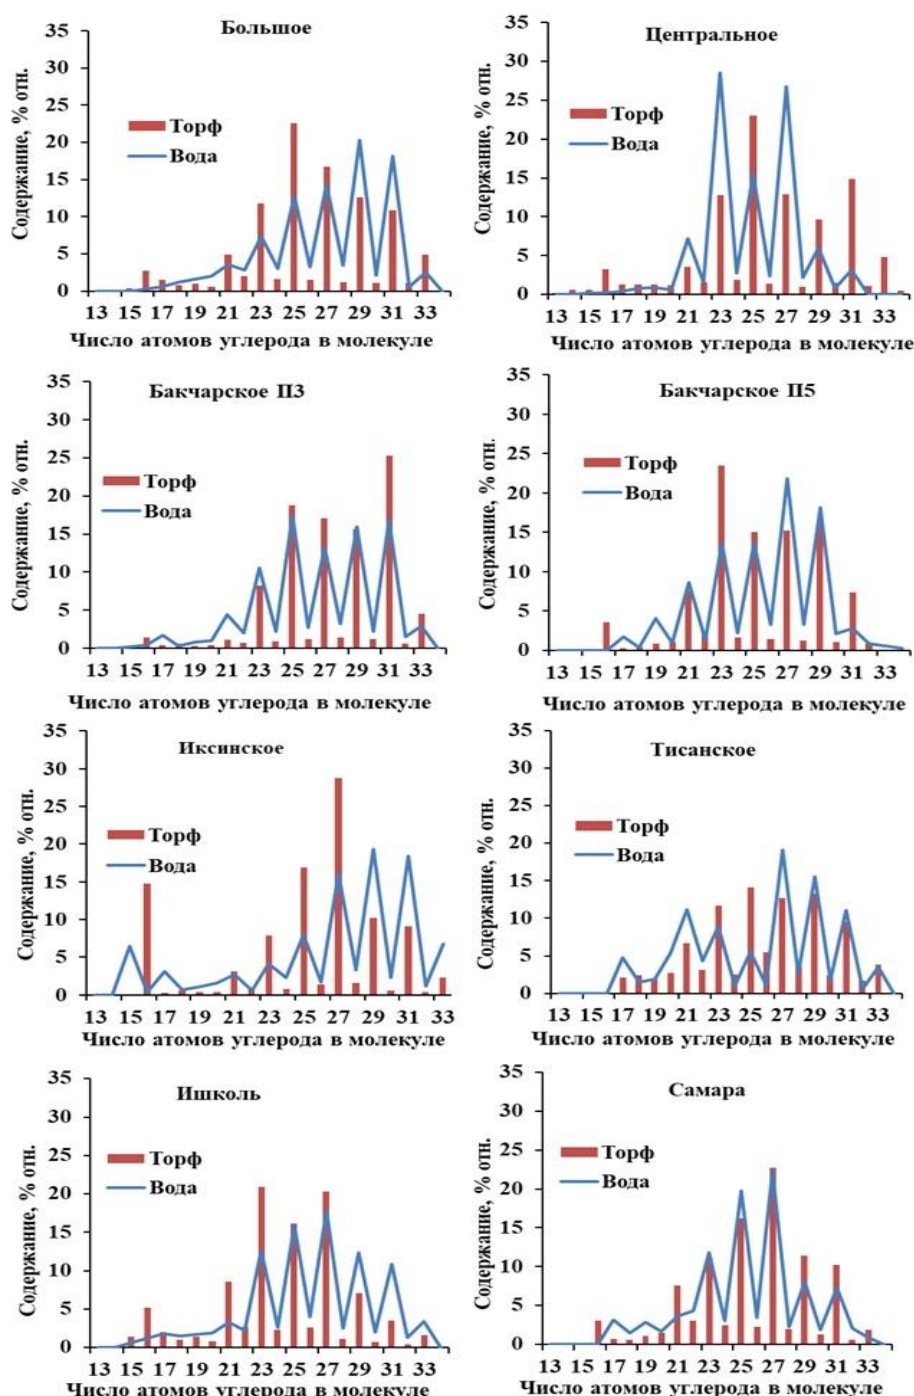 Большое
Содержание, % отн.
35
30
25
20
15
10
5
0
Торф
Вода
13 15 17 19 21 23 25 27 29 31 33
Число атомов углерода в молекуле
Центральное
Содержание, % отн.
35
30
25
20
15
10
5
0
Торф
Вода
13 15 17 19 21 23 25 27 29 31 33
Число атомов углерода в молекуле
Бакчарское П3
Содержание, % отн.
35
30
25
20
15
10
5
0
Торф
Вода
13 15 17 19 21 23 25 27 29 31 33
Число атомов углерода в молекуле
Бакчарское П5
Содержание, % отн.
35
30
25
20
15
10
5
0
Торф
Вода
13 15 17 19 21 23 25 27 29 31 33
Число атомов углерода в молекуле
Иксинское
Содержание, % отн.
35
30
25
20
15
10
5
0
Торф
Вода
13 15 17 19 21 23 25 27 29 31 33
Число атомов углерода в молекуле
Тисанское
Содержание, % отн.
35
30
25
20
15
10
5
0
Торф
Вода
13 15 17 19 21 23 25 27 29 31 33
Число атомов углерода в молекуле
Ишколь
Содержание, % отн.
35
30
25
20
15
10
5
0
Торф
Вода
13 15 17 19 21 23 25 27 29 31 33
Число атомов углерода в молекуле
Самара
Содержание, % отн.
35
30
25
20
15
10
5
0
Торф
Вода
13 15 17 19 21 23 25 27 29 31 33
Число атомов углерода в молекуле